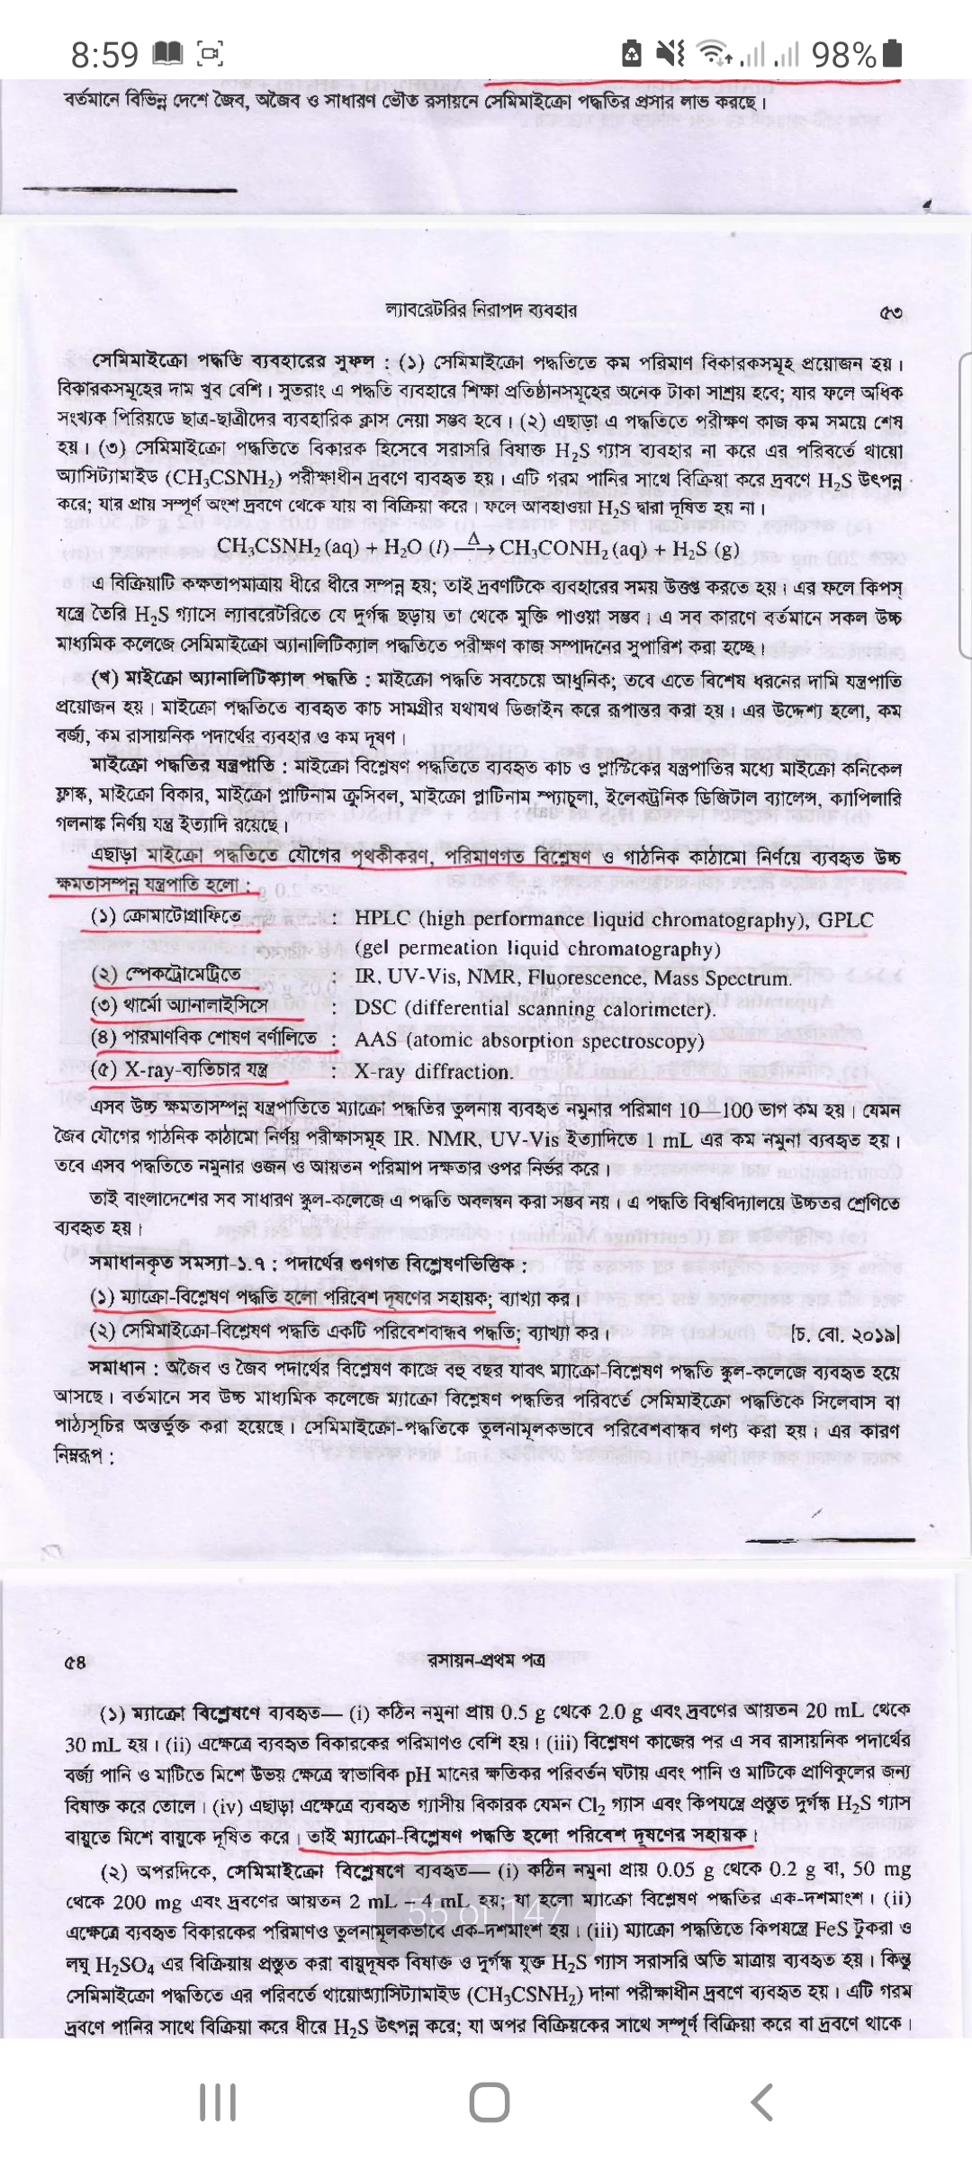 8:59
98%
বর্তমানে বিভিন্ন দেশে জৈব, অজৈব ও সাধারণ ভৌত রসায়নে সেমিমাইক্রো পদ্ধতির প্রসার লাভ করছে।
ল্যাবরেটরির নিরাপদ ব্যবহার ৫৩
সেমিমাইক্রো পদ্ধতি ব্যবহারের সুফল : (১) সেমিমাইক্রো পদ্ধতিতে কম পরিমাণ বিকারকসমূহ প্রয়োজন হয়।
বিকারকসমূহের দাম খুব বেশি। সুতরাং এ পদ্ধতি ব্যবহারে শিক্ষা প্রতিষ্ঠানসমূহের অনেক টাকা সাশ্রয় হবে; যার ফলে অধিক
সংখ্যক পিরিয়ডে ছাত্র-ছাত্রীদের ব্যবহারিক ক্লাস নেয়া সম্ভব হবে। (২) এছাড়া এ পদ্ধতিতে পরীক্ষণ কাজ কম সময়ে শেষ
হয়। (৩) সেমিমাইক্রো পদ্ধতিতে বিকারক হিসেবে সরাসরি বিষাক্ত H₂S গ্যাস ব্যবহার না করে এর পরিবর্তে থায়ো
অ্যাসিট্যামাইড (CH₃CSNH₂) পরীক্ষাধীন দ্রবণে ব্যবহৃত হয়। এটি গরম পানির সাথে বিক্রিয়া করে দ্রবণে H₂S উৎপন্ন
করে; যার প্রায় সম্পূর্ণ অংশ দ্রবণে থেকে যায় বা বিক্রিয়া করে। ফলে আবহাওয়া H₂S দ্বারা দূষিত হয় না।
CH₃CSNH₂ (aq) + H₂O (l) —Δ→ CH₃CONH₂ (aq) + H₂S (g)
এ বিক্রিয়াটি কক্ষতাপমাত্রায় ধীরে ধীরে সম্পন্ন হয়; তাই দ্রবণটিকে ব্যবহারের সময় উত্তপ্ত করতে হয়। এর ফলে কিপস্
যন্ত্রে তৈরি H₂S গ্যাসে ল্যাবরেটরিতে যে দুর্গন্ধ ছড়ায় তা থেকে মুক্তি পাওয়া সম্ভব। এ সব কারণে বর্তমানে সকল উচ্চ
মাধ্যমিক কলেজে সেমিমাইক্রো অ্যানালিটিক্যাল পদ্ধতিতে পরীক্ষণ কাজ সম্পাদনের সুপারিশ করা হচ্ছে।
(খ) মাইক্রো অ্যানালিটিক্যাল পদ্ধতি : মাইক্রো পদ্ধতি সবচেয়ে আধুনিক; তবে এতে বিশেষ ধরনের দামি যন্ত্রপাতি
প্রয়োজন হয়। মাইক্রো পদ্ধতিতে ব্যবহৃত কাচ সামগ্রীর যথাযথ ডিজাইন করে রূপান্তর করা হয়। এর উদ্দেশ্য হলো, কম
বর্জ্য, কম রাসায়নিক পদার্থের ব্যবহার ও কম দূষণ।
মাইক্রো পদ্ধতির যন্ত্রপাতি : মাইক্রো বিশ্লেষণ পদ্ধতিতে ব্যবহৃত কাচ ও প্লাস্টিকের যন্ত্রপাতির মধ্যে মাইক্রো কনিকেল
ফ্লাস্ক, মাইক্রো বিকার, মাইক্রো প্লাটিনাম ক্রুসিবল, মাইক্রো প্লাটিনাম স্প্যাচুলা, ইলেকট্রনিক ডিজিটাল ব্যালেন্স, ক্যাপিলারি
গলনাঙ্ক নির্ণয় যন্ত্র ইত্যাদি রয়েছে।
এছাড়া মাইক্রো পদ্ধতিতে যৌগের পৃথকীকরণ, পরিমাণগত বিশ্লেষণ ও গাঠনিক কাঠামো নির্ণয়ে ব্যবহৃত উচ্চ
ক্ষমতাসম্পন্ন যন্ত্রপাতি হলো :
(১) ক্রোমাটোগ্রাফিতে : HPLC (high performance liquid chromatography), GPLC
(gel permeation liquid chromatography)
(২) স্পেকট্রোমেট্রিতে : IR, UV-Vis, NMR, Fluorescence, Mass Spectrum.
(৩) থার্মো অ্যানালাইসিসে : DSC (differential scanning calorimeter).
(৪) পারমাণবিক শোষণ বর্ণালিতে : AAS (atomic absorption spectroscopy)
(৫) X-ray-ব্যতিচার যন্ত্র : X-ray diffraction.
এসব উচ্চ ক্ষমতাসম্পন্ন যন্ত্রপাতিতে ম্যাক্রো পদ্ধতির তুলনায় ব্যবহৃত নমুনার পরিমাণ 10—100 ভাগ কম হয়। যেমন
জৈব যৌগের গাঠনিক কাঠামো নির্ণয় পরীক্ষাসমূহ IR. NMR, UV-Vis ইত্যাদিতে 1 mL এর কম নমুনা ব্যবহৃত হয়।
তবে এসব পদ্ধতিতে নমুনার ওজন ও আয়তন পরিমাপ দক্ষতার ওপর নির্ভর করে।
তাই বাংলাদেশের সব সাধারণ স্কুল-কলেজে এ পদ্ধতি অবলম্বন করা সম্ভব নয়। এ পদ্ধতি বিশ্ববিদ্যালয়ে উচ্চতর শ্রেণিতে
ব্যবহৃত হয়।
সমাধানকৃত সমস্যা-১.৭ : পদার্থের গুণগত বিশ্লেষণভিত্তিক :
(১) ম্যাক্রো-বিশ্লেষণ পদ্ধতি হলো পরিবেশ দূষণের সহায়ক; ব্যাখ্যা কর।
(২) সেমিমাইক্রো-বিশ্লেষণ পদ্ধতি একটি পরিবেশবান্ধব পদ্ধতি; ব্যাখ্যা কর। [চ. বো. ২০১৯]
সমাধান : অজৈব ও জৈব পদার্থের বিশ্লেষণ কাজে বহু বছর যাবৎ ম্যাক্রো-বিশ্লেষণ পদ্ধতি স্কুল-কলেজে ব্যবহৃত হয়ে
আসছে। বর্তমানে সব উচ্চ মাধ্যমিক কলেজে ম্যাক্রো বিশ্লেষণ পদ্ধতির পরিবর্তে সেমিমাইক্রো পদ্ধতিকে সিলেবাস বা
পাঠ্যসূচির অন্তর্ভুক্ত করা হয়েছে। সেমিমাইক্রো-পদ্ধতিকে তুলনামূলকভাবে পরিবেশবান্ধব গণ্য করা হয়। এর কারণ
নিম্নরূপ :
৫৪ রসায়ন-প্রথম পত্র
(১) ম্যাক্রো বিশ্লেষণে ব্যবহৃত— (i) কঠিন নমুনা প্রায় 0.5 g থেকে 2.0 g এবং দ্রবণের আয়তন 20 mL থেকে
30 mL হয়। (ii) এক্ষেত্রে ব্যবহৃত বিকারকের পরিমাণও বেশি হয়। (iii) বিশ্লেষণ কাজের পর এ সব রাসায়নিক পদার্থের
বর্জ্য পানি ও মাটিতে মিশে উভয় ক্ষেত্রে স্বাভাবিক pH মানের ক্ষতিকর পরিবর্তন ঘটায় এবং পানি ও মাটিকে প্রাণিকুলের জন্য
বিষাক্ত করে তোলে। (iv) এছাড়া এক্ষেত্রে ব্যবহৃত গ্যাসীয় বিকারক যেমন Cl₂ গ্যাস এবং কিপযন্ত্রে প্রস্তুত দুর্গন্ধ H₂S গ্যাস
বায়ুতে মিশে বায়ুকে দূষিত করে। তাই ম্যাক্রো-বিশ্লেষণ পদ্ধতি হলো পরিবেশ দূষণের সহায়ক।
(২) অপরদিকে, সেমিমাইক্রো বিশ্লেষণে ব্যবহৃত— (i) কঠিন নমুনা প্রায় 0.05 g থেকে 0.2 g বা, 50 mg
থেকে 200 mg এবং দ্রবণের আয়তন 2 mL – 4 mL হয়; যা হলো ম্যাক্রো বিশ্লেষণ পদ্ধতির এক-দশমাংশ। (ii)
55 of 147
এক্ষেত্রে ব্যবহৃত বিকারকের পরিমাণও তুলনামূলকভাবে এক-দশমাংশ হয়। (iii) ম্যাক্রো পদ্ধতিতে কিপযন্ত্রে FeS টুকরা ও
লঘু H₂SO₄ এর বিক্রিয়ায় প্রস্তুত করা বায়ুদূষক বিষাক্ত ও দুর্গন্ধ যুক্ত H₂S গ্যাস সরাসরি অতি মাত্রায় ব্যবহৃত হয়। কিন্তু
সেমিমাইক্রো পদ্ধতিতে এর পরিবর্তে থায়োঅ্যাসিট্যামাইড (CH₃CSNH₂) দানা পরীক্ষাধীন দ্রবণে ব্যবহৃত হয়। এটি গরম
দ্রবণে পানির সাথে বিক্রিয়া করে ধীরে H₂S উৎপন্ন করে; যা অপর বিক্রিয়কের সাথে সম্পূর্ণ বিক্রিয়া করে বা দ্রবণে থাকে।